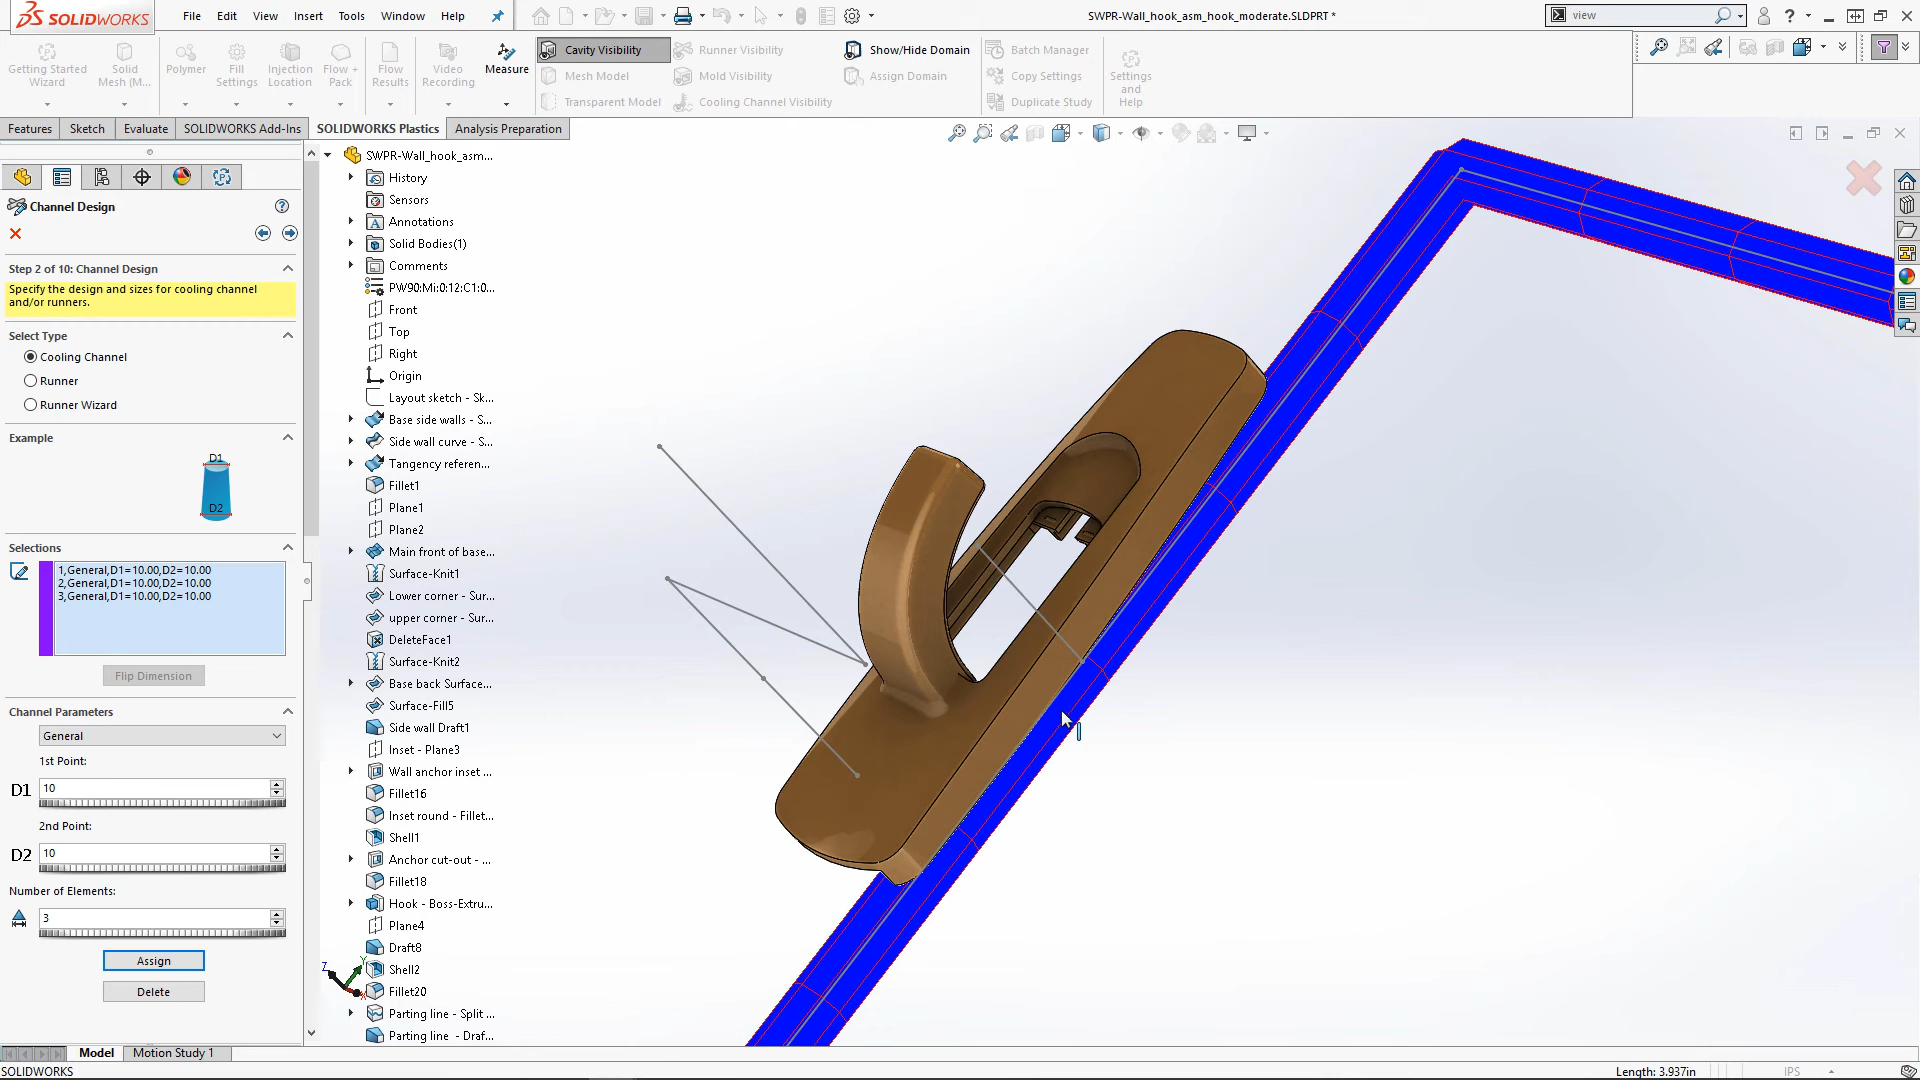 SOLIDWORKS
File Edit View Insert Tools Window Help
SWPR-Wall_hook_asm_hook_moderate.SLDPRT *
view
Getting Started Wizard
Solid Mesh (M...
Polymer
Fill Settings
Injection Location
Flow + Pack
Flow Results
Video Recording
Measure
Cavity Visibility
Mesh Model
Transparent Model
Runner Visibility
Mold Visibility
Cooling Channel Visibility
Show/Hide Domain
Assign Domain
Batch Manager
Copy Settings
Duplicate Study
Settings and Help
Features Sketch Evaluate SOLIDWORKS Add-Ins SOLIDWORKS Plastics Analysis Preparation
Channel Design
Step 2 of 10: Channel Design
Specify the design and sizes for cooling channel
and/or runners.
Select Type
Cooling Channel
Runner
Runner Wizard
Example
D1
D2
Selections
1,General,D1=10.00,D2=10.00
2,General,D1=10.00,D2=10.00
3,General,D1=10.00,D2=10.00
Flip Dimension
Channel Parameters
General
1st Point:
D1 10
2nd Point:
D2 10
Number of Elements:
3
Assign
Delete
SWPR-Wall_hook_asm...
History
Sensors
Annotations
Solid Bodies(1)
Comments
PW90:Mi:0:12:C1:0...
Front
Top
Right
Origin
Layout sketch - Sk...
Base side walls - S...
Side wall curve - S...
Tangency referen...
Fillet1
Plane1
Plane2
Main front of base...
Surface-Knit1
Lower corner - Sur...
upper corner - Sur...
DeleteFace1
Surface-Knit2
Base back Surface...
Surface-Fill5
Side wall Draft1
Inset - Plane3
Wall anchor inset ...
Fillet16
Inset round - Fillet...
Shell1
Anchor cut-out - ...
Fillet18
Hook - Boss-Extru...
Plane4
Draft8
Shell2
Fillet20
Parting line - Split ...
Parting line - Draf...
Z Y X
Model Motion Study 1
SOLIDWORKS
Length: 3.937in
IPS